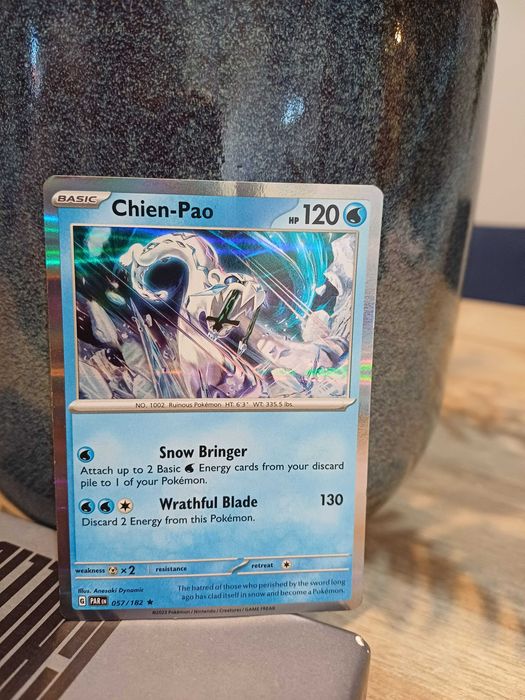 BASIC Chien-Pao HP 120
NO. 1002 Ruinous Pokémon HT: 6'3" WT: 335.5 lbs.
Snow Bringer
Attach up to 2 Basic Energy cards from your discard
pile to 1 of your Pokémon.
Wrathful Blade 130
Discard 2 Energy from this Pokémon.
weakness ×2 resistance retreat
Illus. Anesaki Dynamic
The hatred of those who perished by the sword long
ago has clad itself in snow and become a Pokémon.
G PAR EN 057/182 ★
©2023 Pokémon / Nintendo / Creatures / GAME FREAK